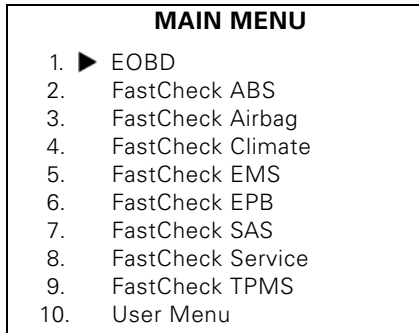 MAIN MENU
1. ▶ EOBD
2. FastCheck ABS
3. FastCheck Airbag
4. FastCheck Climate
5. FastCheck EMS
6. FastCheck EPB
7. FastCheck SAS
8. FastCheck Service
9. FastCheck TPMS
10. User Menu